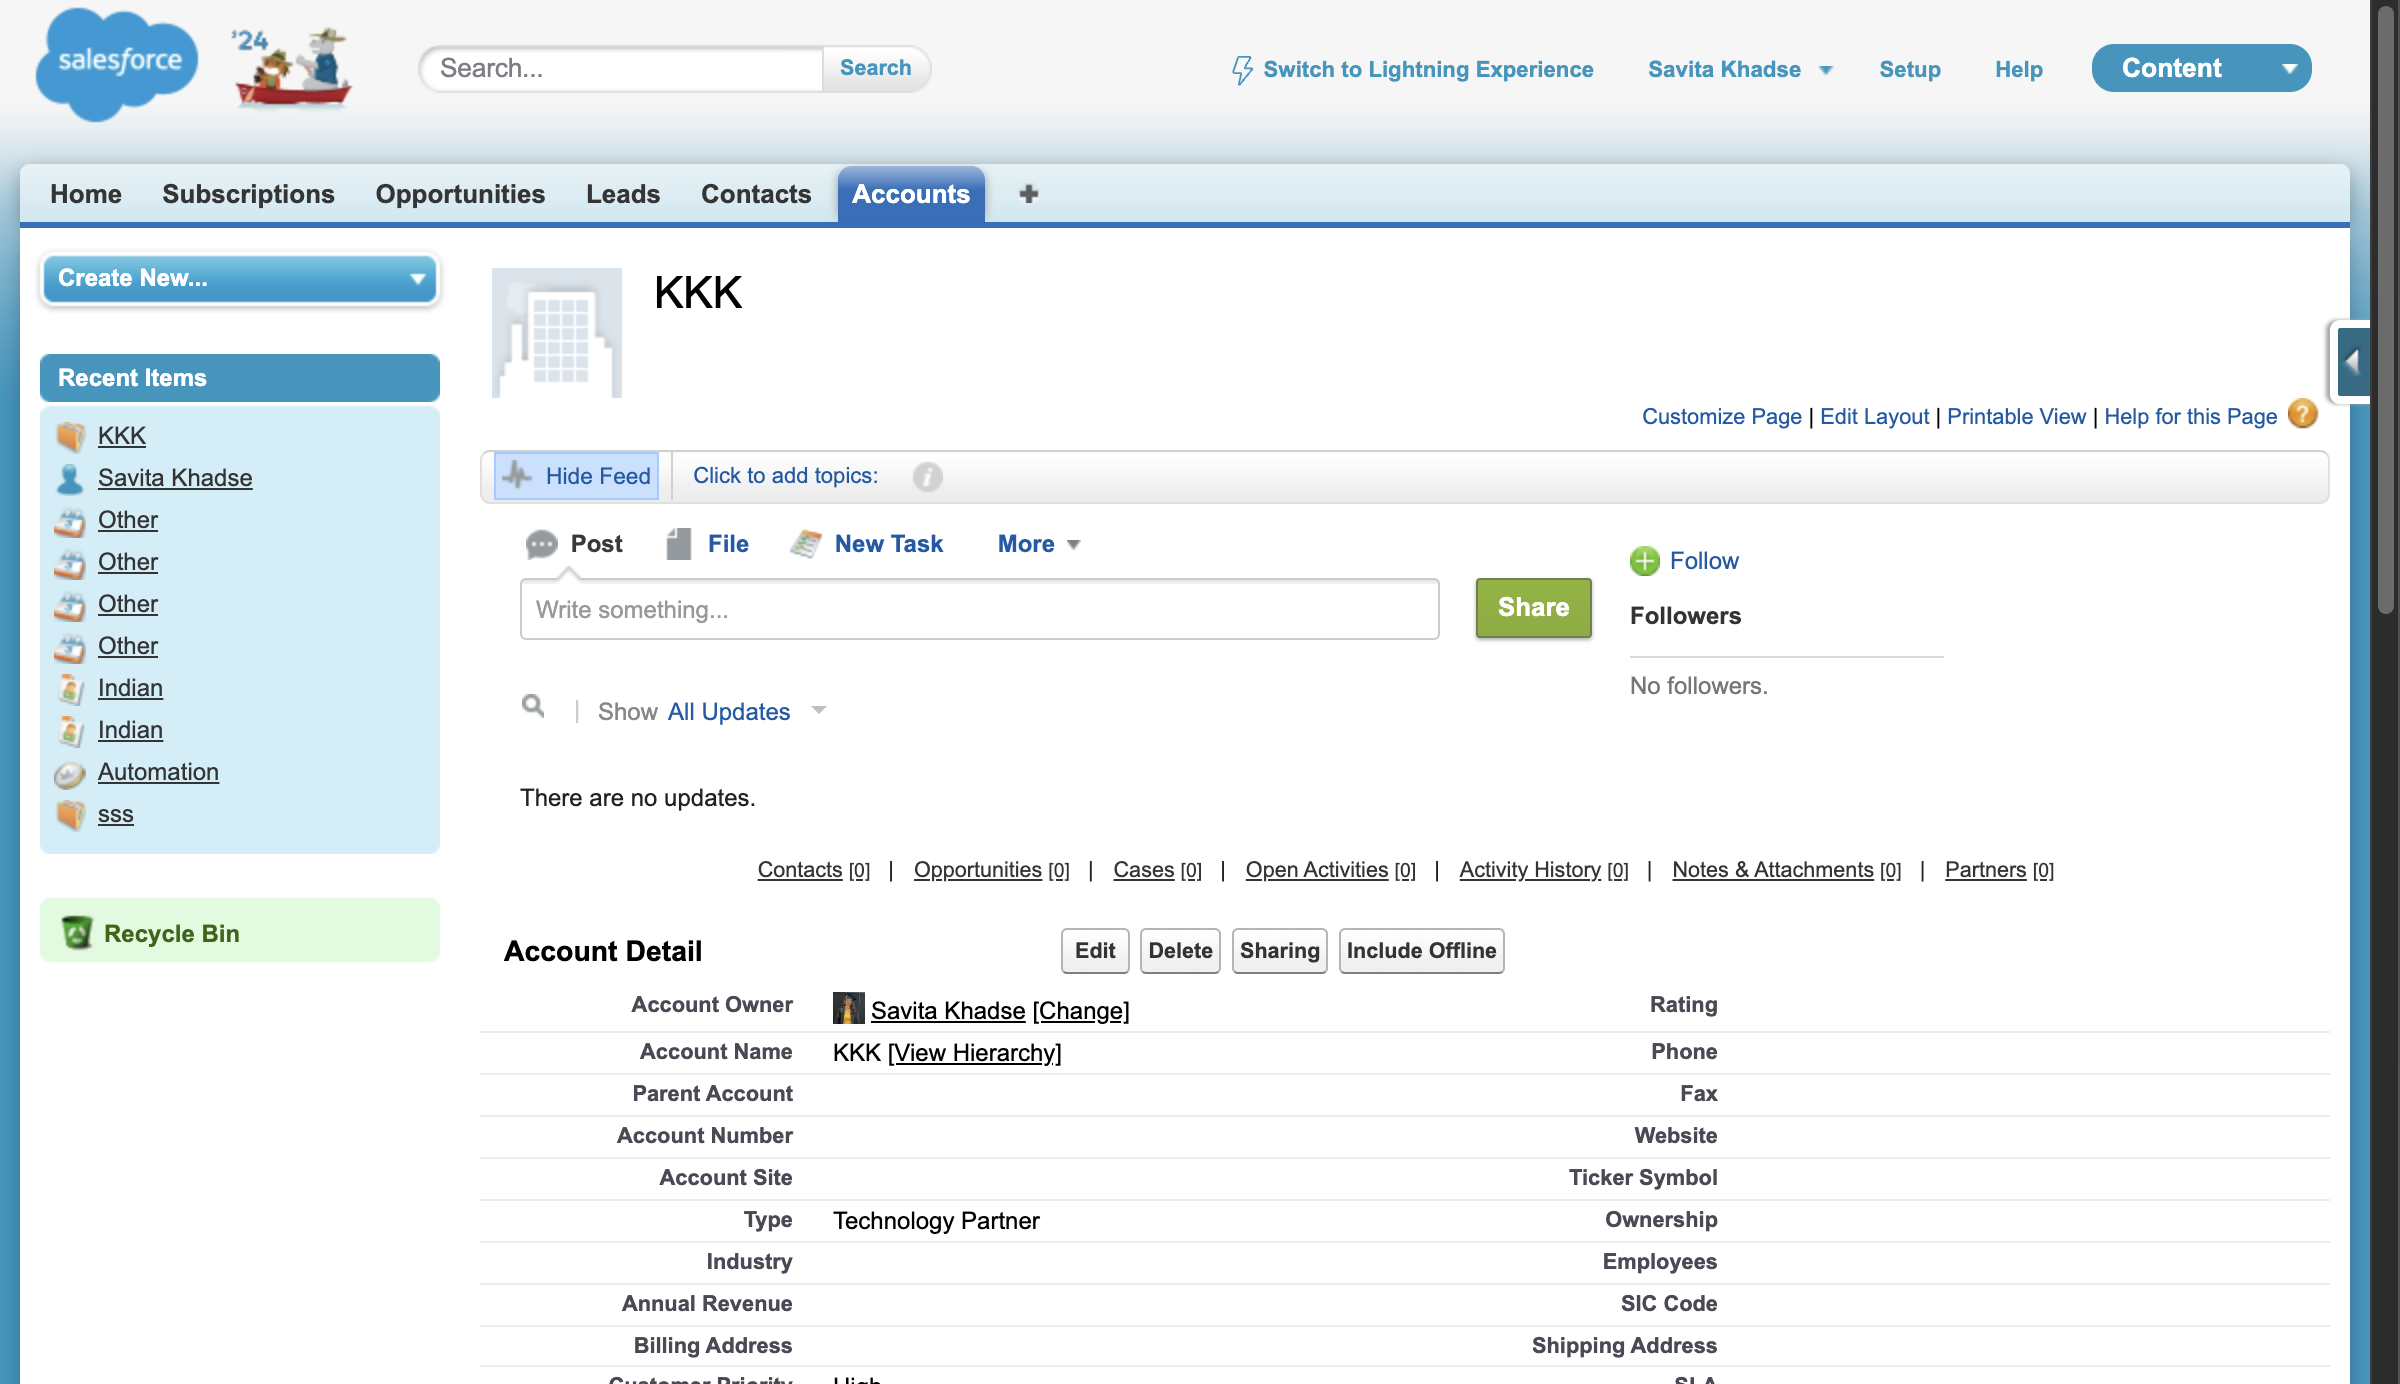 salesforce
'24
Search...
Search
Switch to Lightning Experience
Savita Khadse
Setup
Help
Content
Home
Subscriptions
Opportunities
Leads
Contacts
Accounts
+
Create New...
Recent Items
KKK
Savita Khadse
Other
Other
Other
Other
Indian
Indian
Automation
sss
Recycle Bin
KKK
Customize Page | Edit Layout | Printable View | Help for this Page ?
Hide Feed
Click to add topics: i
Post
File
New Task
More
Write something...
Share
Follow
Followers
No followers.
| Show All Updates
There are no updates.
Contacts [0] | Opportunities [0] | Cases [0] | Open Activities [0] | Activity History [0] | Notes & Attachments [0] | Partners [0]
Account Detail
Edit
Delete
Sharing
Include Offline
Account Owner Savita Khadse [Change] Rating
Account Name KKK [View Hierarchy] Phone
Parent Account Fax
Account Number Website
Account Site Ticker Symbol
Type Technology Partner Ownership
Industry Employees
Annual Revenue SIC Code
Billing Address Shipping Address
Customer Priority High SLA